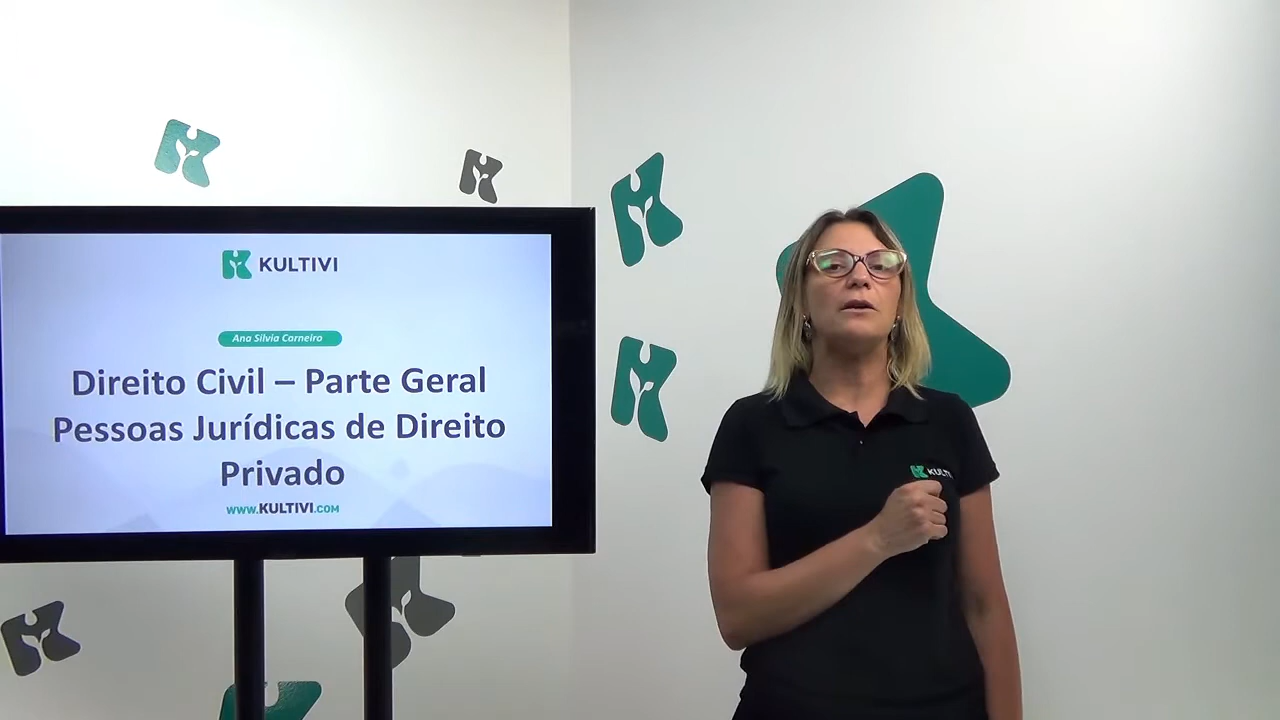 KULTIVI
Ana Silvia Carneiro
Direito Civil – Parte Geral
Pessoas Jurídicas de Direito
Privado
www.KULTIVI.COM
KULTIVI